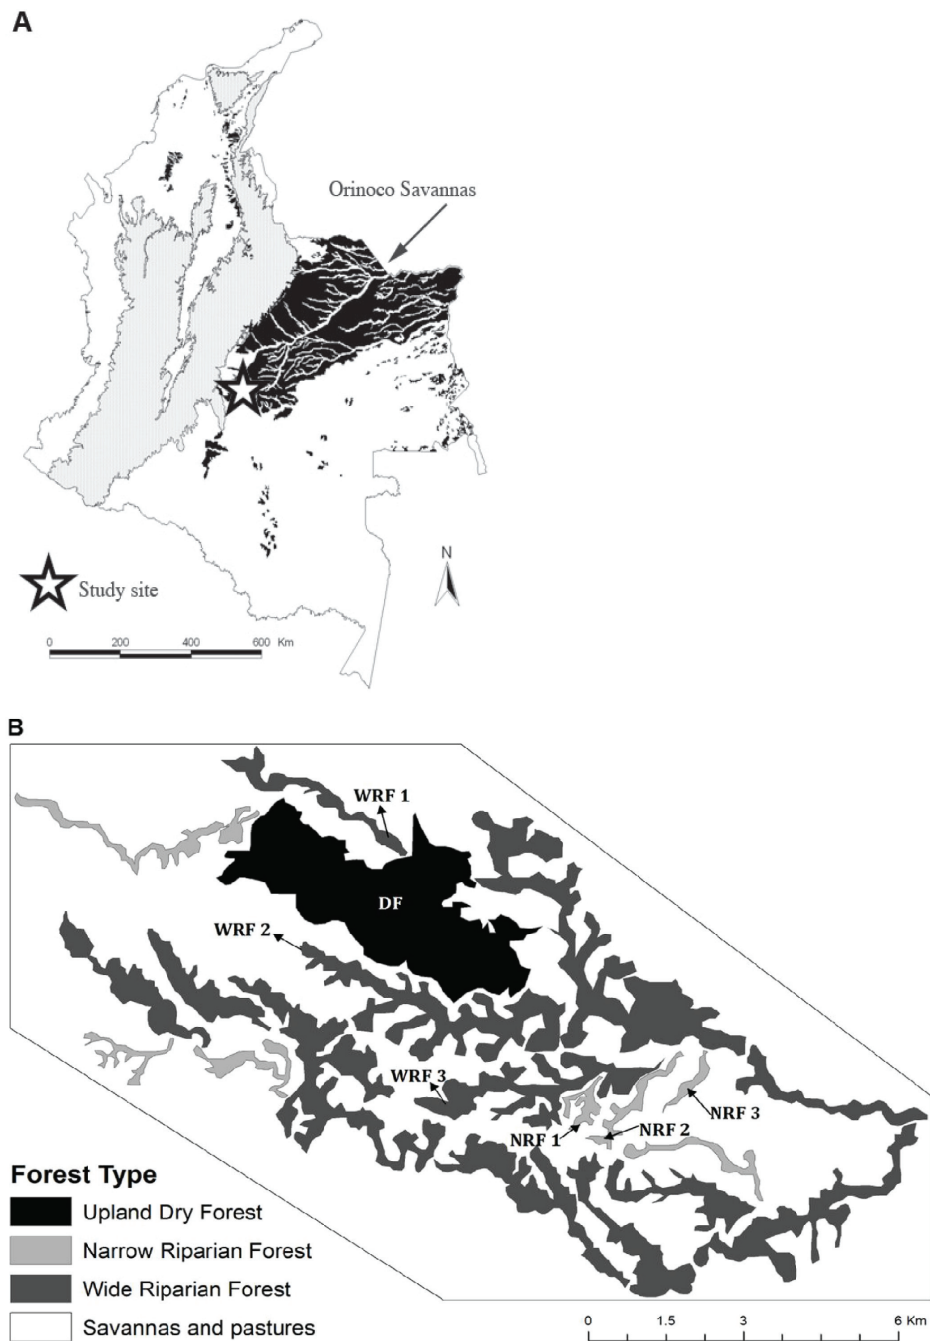 A
Orinoco Savannas
N
Study site
0 200 400 600 Km
B
WRF 1
DF
WRF 2
WRF 3
NRF 3
NRF 1 NRF 2
Forest Type
Upland Dry Forest
Narrow Riparian Forest
Wide Riparian Forest
Savannas and pastures
0 1.5 3 6 Km